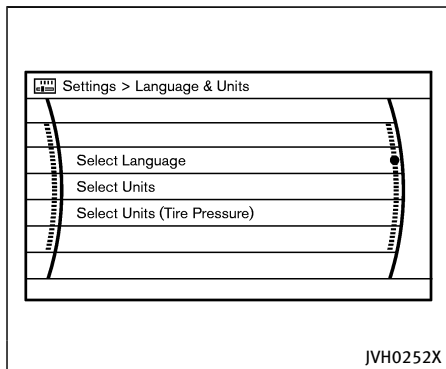 Settings > Language & Units
Select Language
Select Units
Select Units (Tire Pressure)
JVH0252X